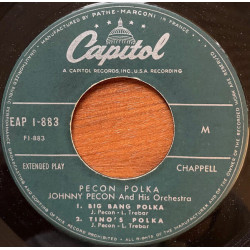 MANUFACTURED BY PATHE-MARCONI IN FRANCE
Capitol
A CAPITOL RECORDS, INC., U.S.A. RECORDING
EAP 1-883
F1-883
M
EXTENDED PLAY
CHAPPELL
PECON POLKA
JOHNNY PECON And His Orchestra
1. BIG BANG POLKA
J. Pecon - L. Trebar
2. TINO'S POLKA
J. Pecon - L. Trebar